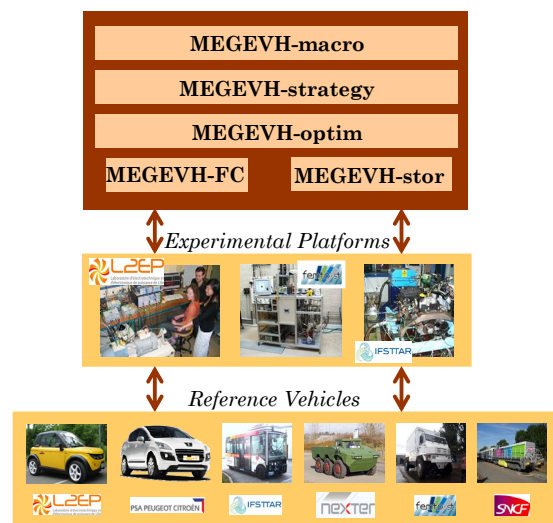 MEGEVH-macro
MEGEVH-strategy
MEGEVH-optim
MEGEVH-FC
MEGEVH-stor
Experimental Platforms
L2EP
IFSTTAR
Reference Vehicles
L2EP
PSA PEUGEOT CITROËN
IFSTTAR
nexter
SNCF